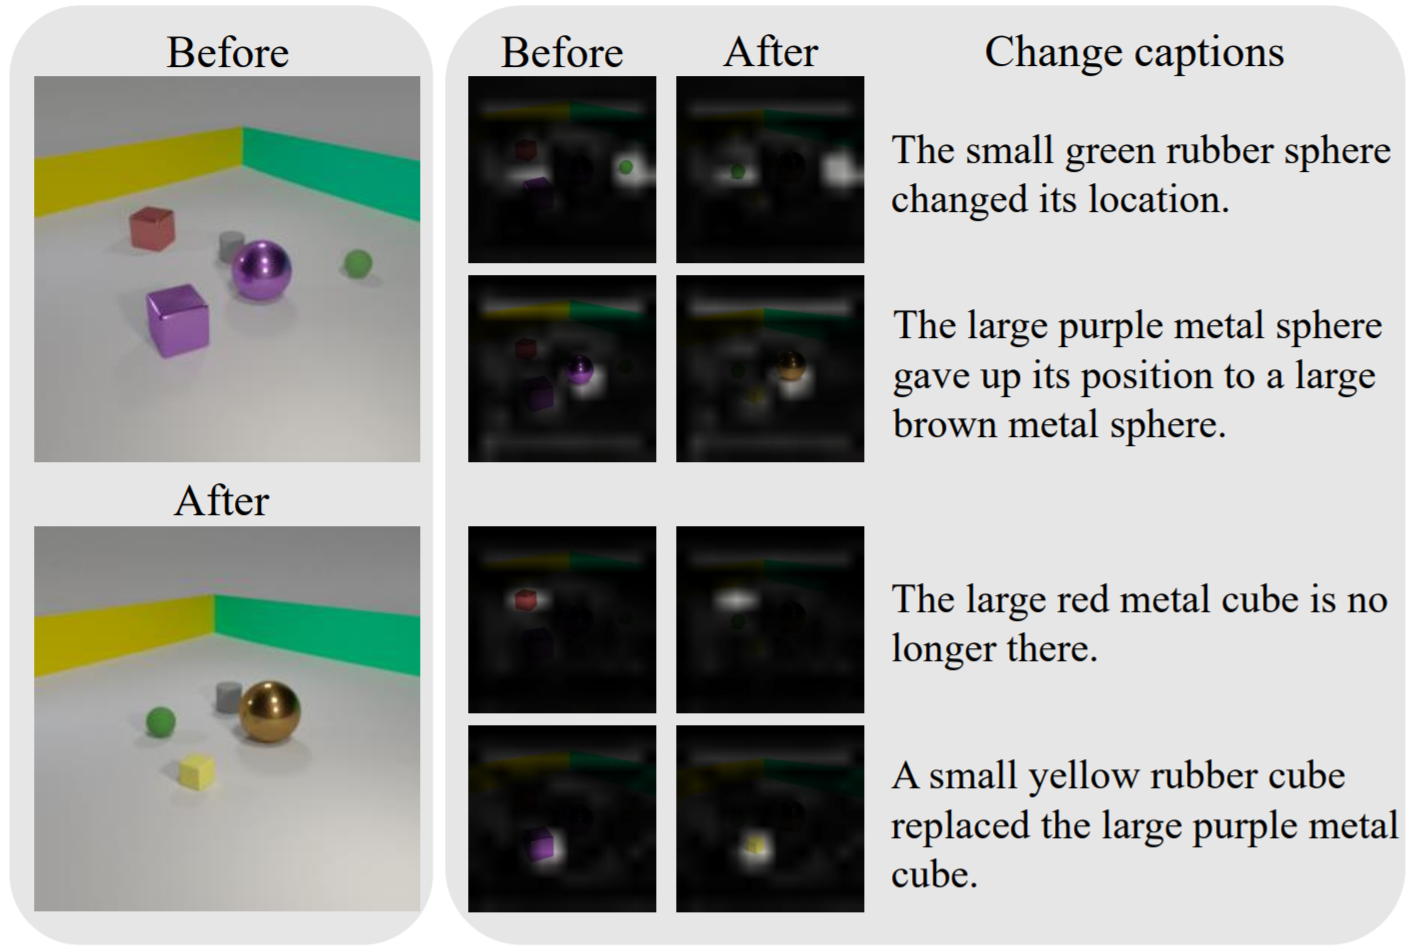 Before
After
Before After Change captions
The small green rubber sphere
changed its location.
The large purple metal sphere
gave up its position to a large
brown metal sphere.
The large red metal cube is no
longer there.
A small yellow rubber cube
replaced the large purple metal
cube.